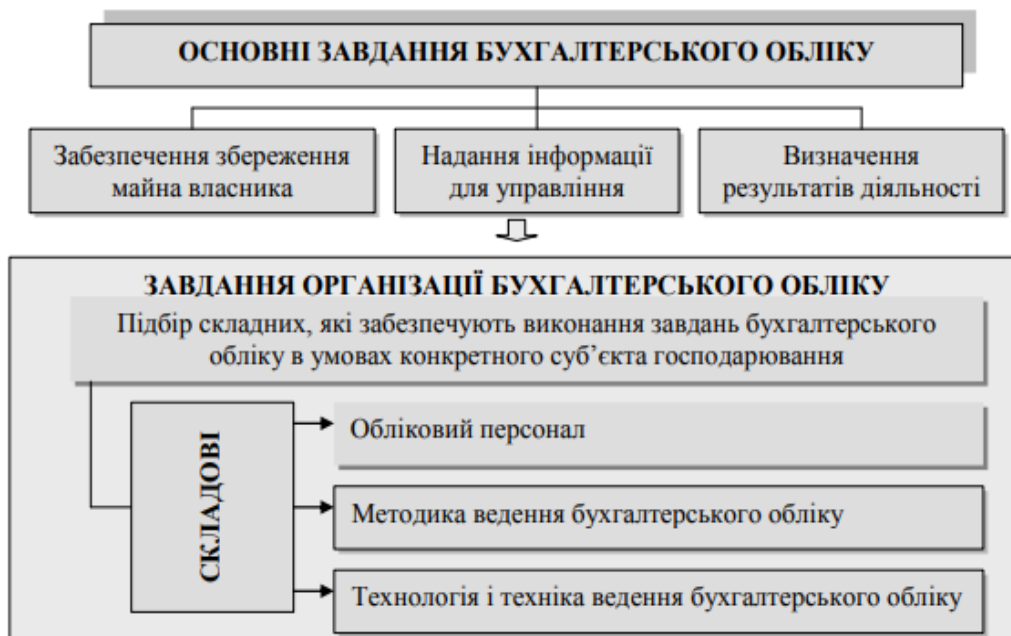 ОСНОВНІ ЗАВДАННЯ БУХГАЛТЕРСЬКОГО ОБЛІКУ
Забезпечення збереження
майна власника
Надання інформації
для управління
Визначення
результатів діяльності
ЗАВДАННЯ ОРГАНІЗАЦІЇ БУХГАЛТЕРСЬКОГО ОБЛІКУ
Підбір складних, які забезпечують виконання завдань бухгалтерського
обліку в умовах конкретного суб’єкта господарювання
СКЛАДОВІ
Обліковий персонал
Методика ведення бухгалтерського обліку
Технологія і техніка ведення бухгалтерського обліку